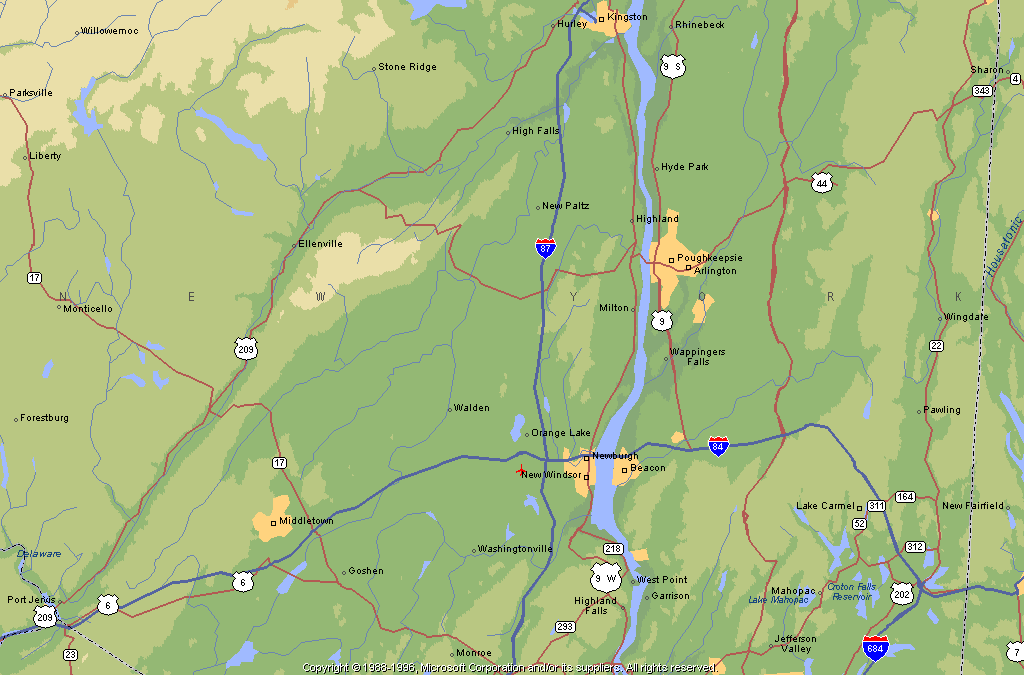 Willowemoc
Hurley
Kingston
Rhinebeck
Stone Ridge
9 S
Sharon
4
343
Parksville
High Falls
Liberty
Hyde Park
44
New Paltz
Highland
Ellenville
87
Housatonic
Poughkeepsie
Arlington
17
N E W Y O R K
Monticello
Milton
9
Wingdale
209
22
Wappingers
Falls
Walden
Pawling
Forestburg
Orange Lake
84
Newburgh
17
Beacon
New Windsor
164
Lake Carmel
311
New Fairfield
Middletown
52
Delaware
Washingtonville
218
312
Goshen
6
9 W
West Point
Croton Falls
Reservoir
Mahopac
Lake Mahopac
202
Port Jervis
6
209
Highland
Falls
Garrison
293
Jefferson
Valley
684
23
Monroe
7
Copyright © 1988-1996, Microsoft Corporation and/or its suppliers. All rights reserved.